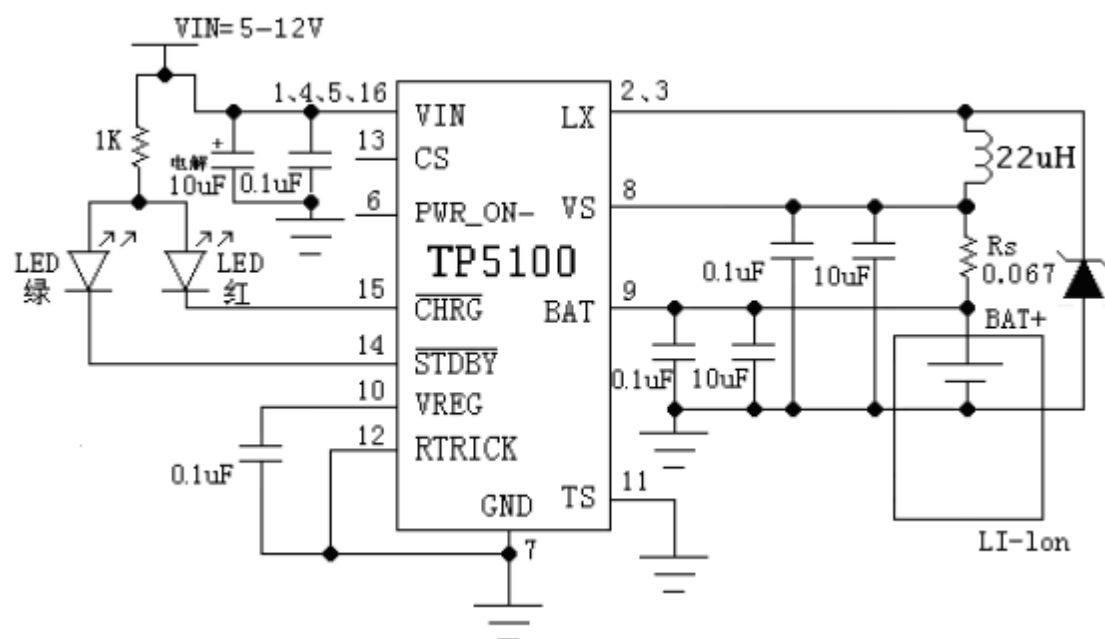 VIN=5-12V
1、4、5、16
2、3
VIN
LX
1K
电解
+
10uF
0.1uF
13
CS
22uH
6
PWR_ON-
VS
8
TP5100
Rs
0.067
LED
绿
LED
红
0.1uF
10uF
15
CHRG
BAT
9
BAT+
14
STDBY
0.1uF
10uF
10
VREG
12
RTRICK
0.1uF
TS
11
GND
7
LI-lon